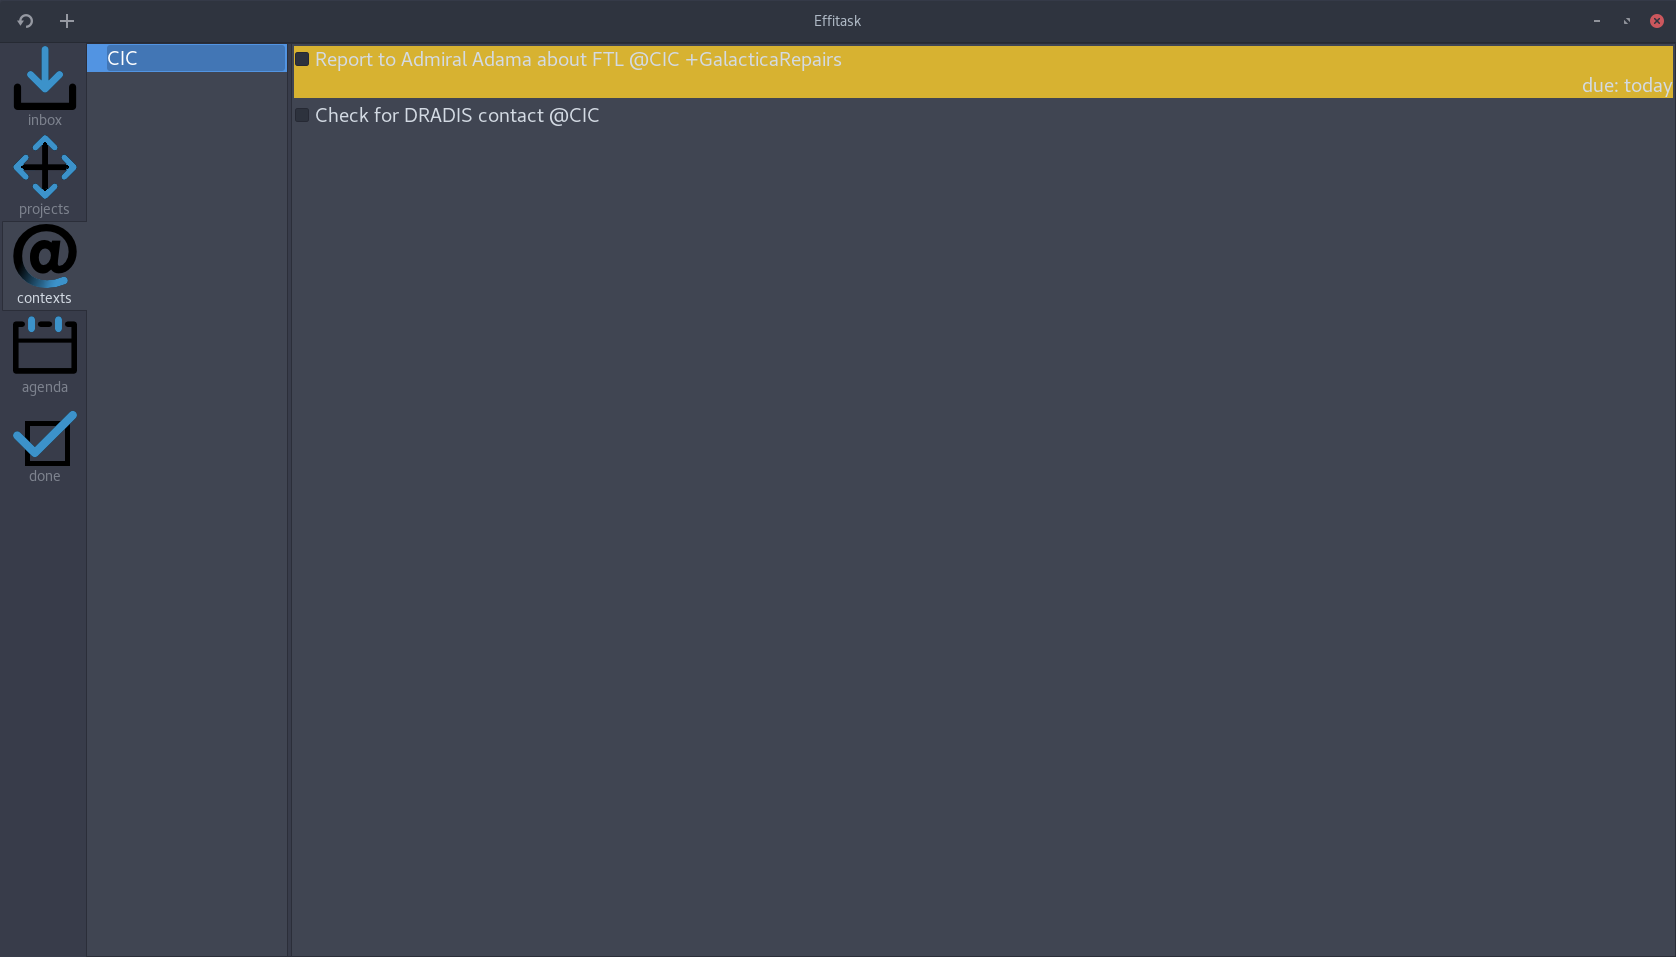 Effitask
inbox
projects
contexts
agenda
done
CIC
Report to Admiral Adama about FTL @CIC +GalacticaRepairs
due: today
Check for DRADIS contact @CIC